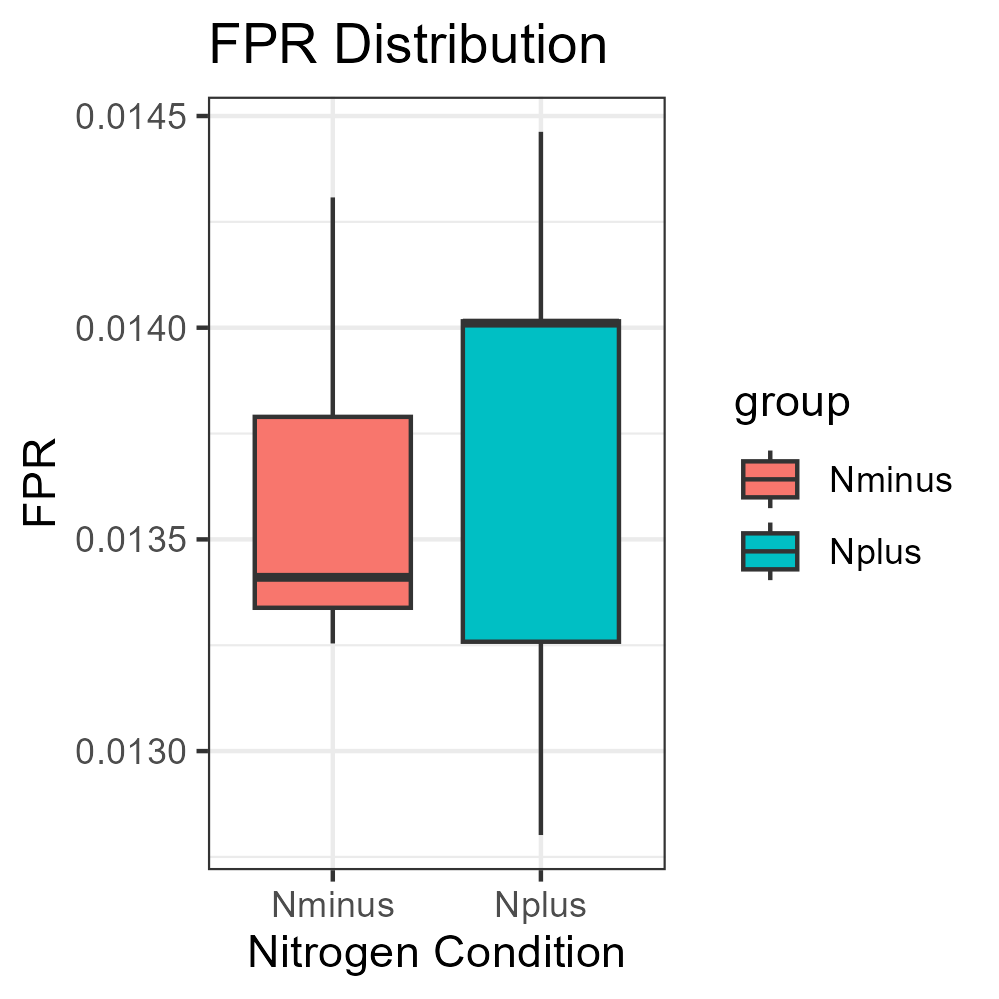 FPR Distribution
0.0145
0.0140
0.0135
0.0130
FPR
Nminus
Nplus
Nitrogen Condition
group
Nminus
Nplus